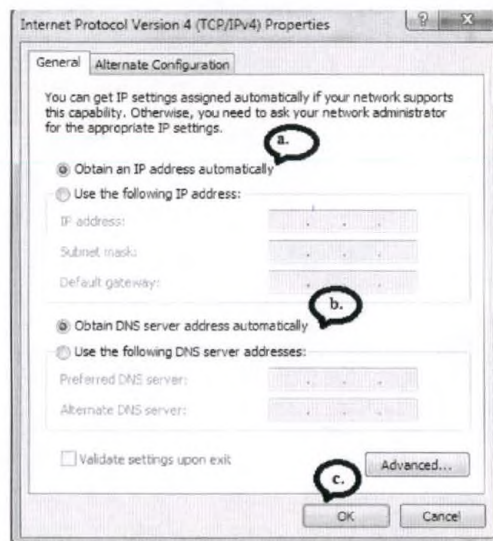 Internet Protocol Version 4 (TCP/IPv4) Properties
? X
General Alternate Configuration
You can get IP settings assigned automatically if your network supports
this capability. Otherwise, you need to ask your network administrator
for the appropriate IP settings.
a.
Obtain an IP address automatically
Use the following IP address:
IP address:
Subnet mask:
Default gateway:
b.
Obtain DNS server address automatically
Use the following DNS server addresses:
Preferred DNS server:
Alternate DNS server:
Validate settings upon exit
Advanced...
c.
OK Cancel